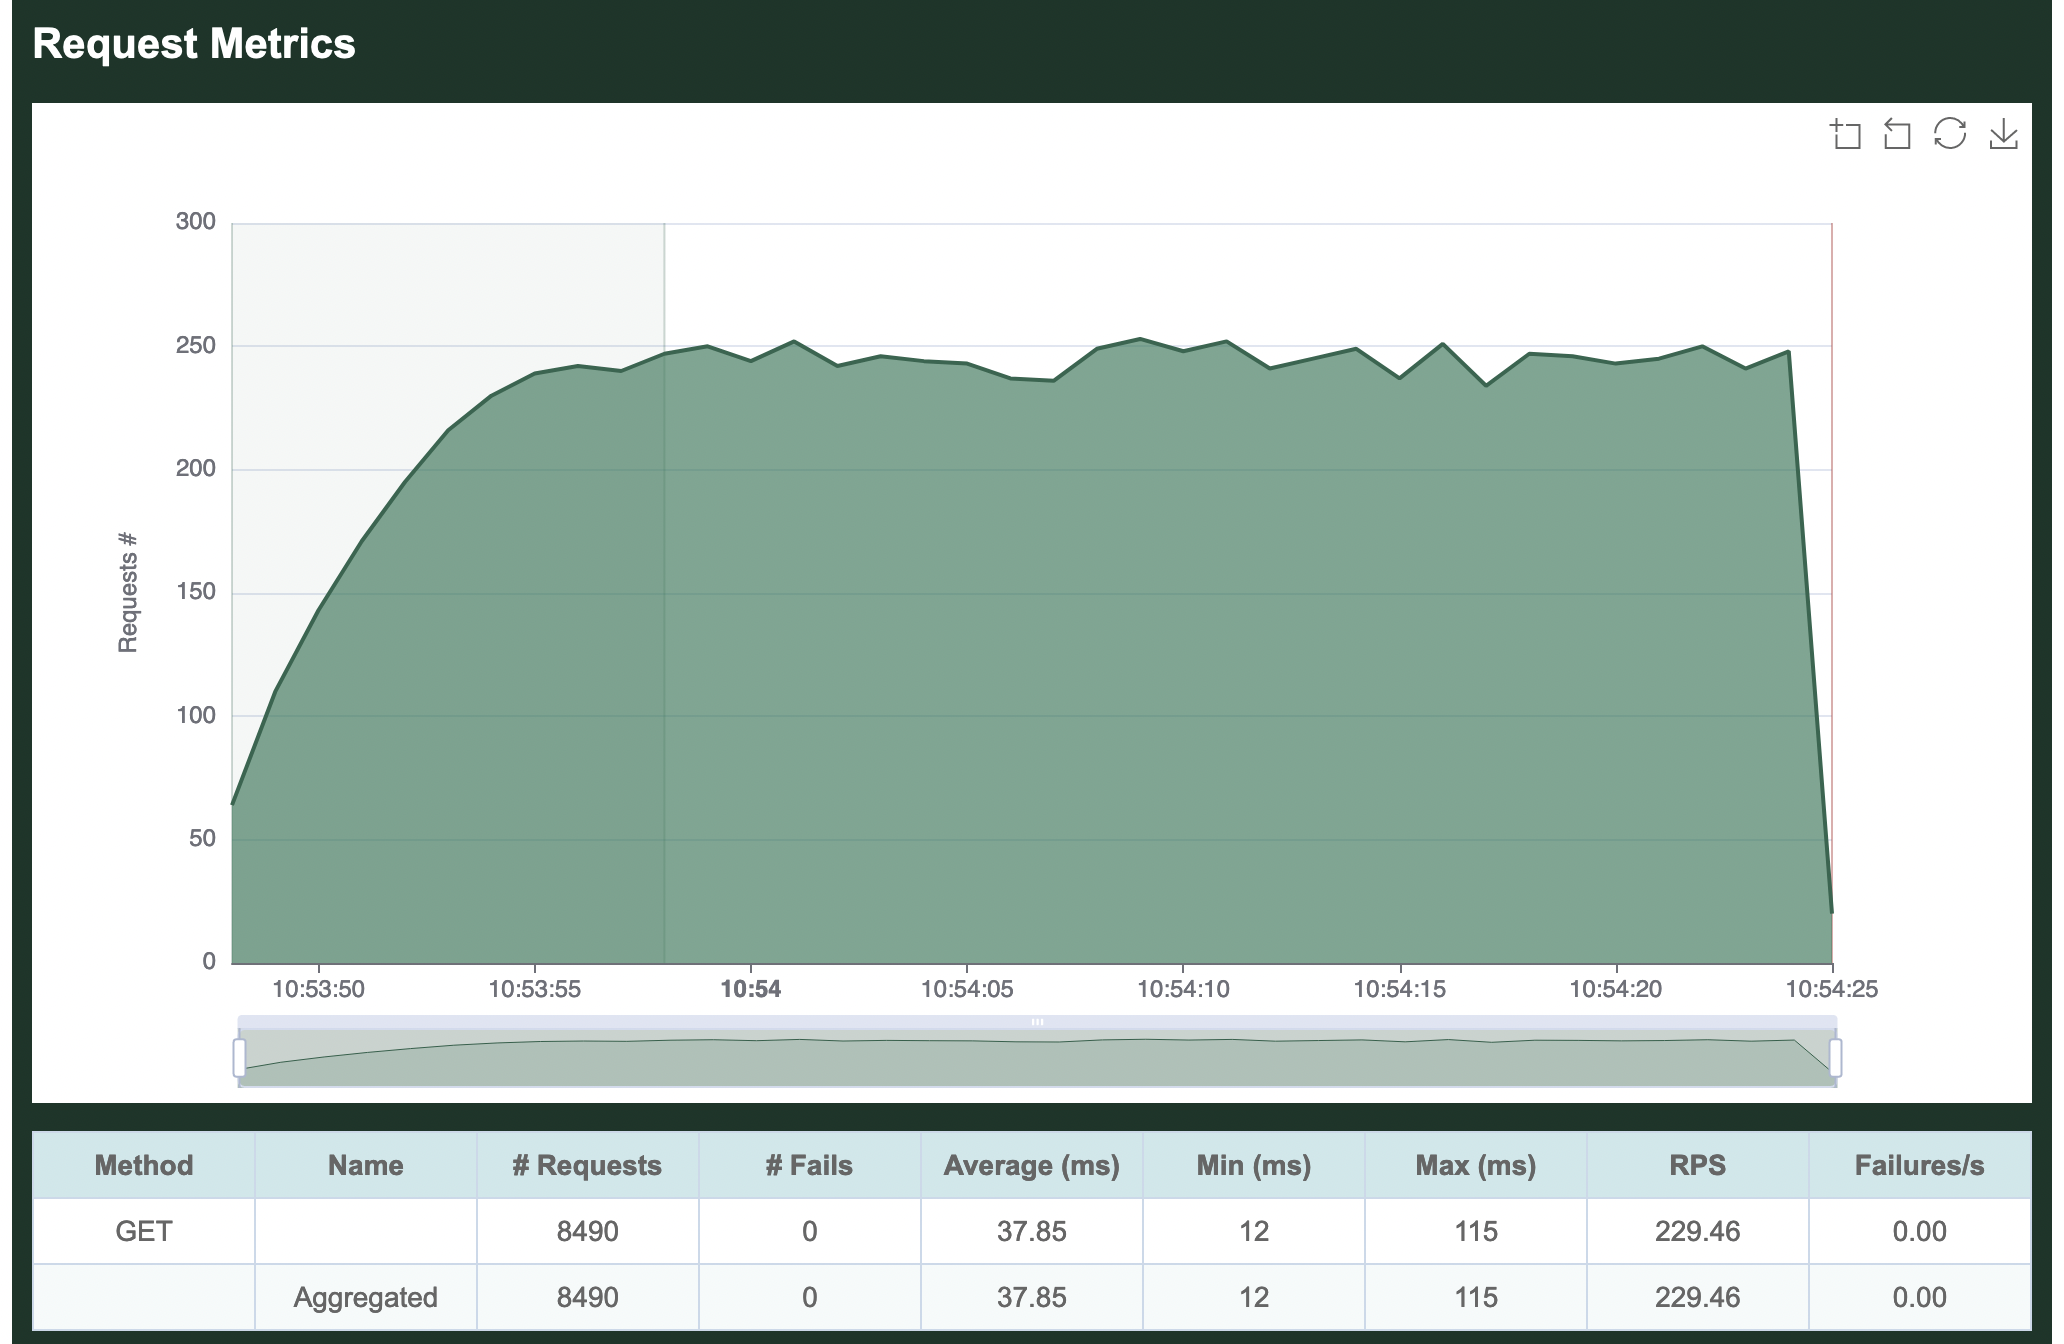 Request Metrics
300
250
200
150
100
50
0
Requests #
10:53:50 10:53:55 10:54 10:54:05 10:54:10 10:54:15 10:54:20 10:54:25
Method Name # Requests # Fails Average (ms) Min (ms) Max (ms) RPS Failures/s
GET 8490 0 37.85 12 115 229.46 0.00
Aggregated 8490 0 37.85 12 115 229.46 0.00